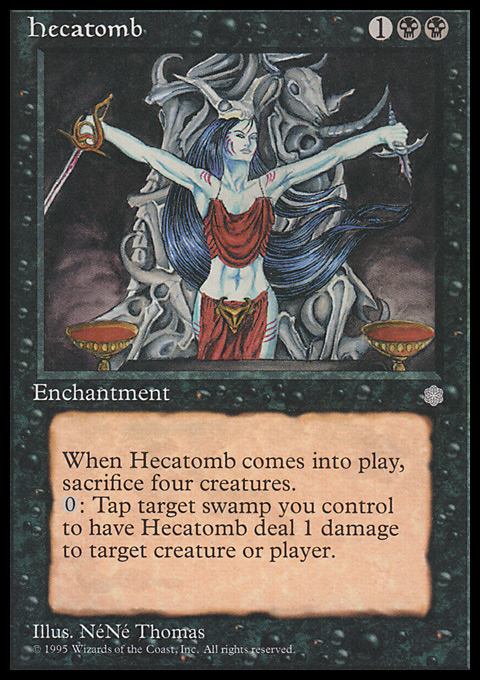 Hecatomb
1
Enchantment
When Hecatomb comes into play,
sacrifice four creatures.
0: Tap target swamp you control
to have Hecatomb deal 1 damage
to target creature or player.
Illus. NéNé Thomas
© 1995 Wizards of the Coast, Inc. All rights reserved.